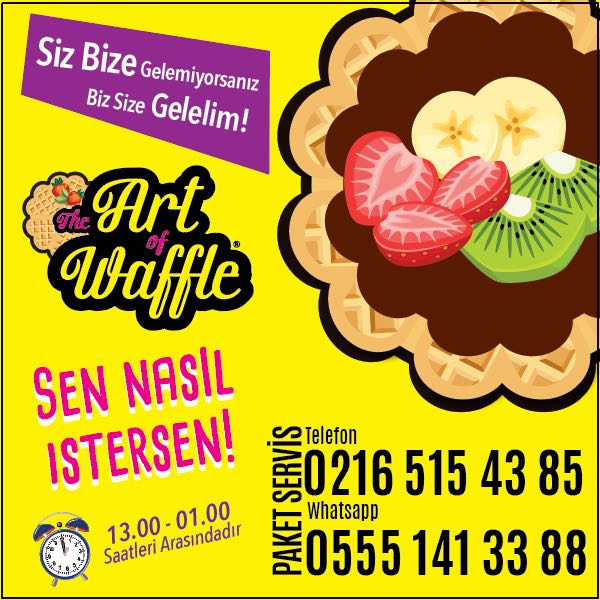 Siz Bize Gelemiyorsanız
Biz Size Gelelim!
The Art
of
Waffle®
SEN NASIL
ISTERSEN!
13.00 - 01.00
Saatleri Arasındadır
PAKET SERVİS
Telefon
0216 515 43 85
Whatsapp
0555 141 33 88